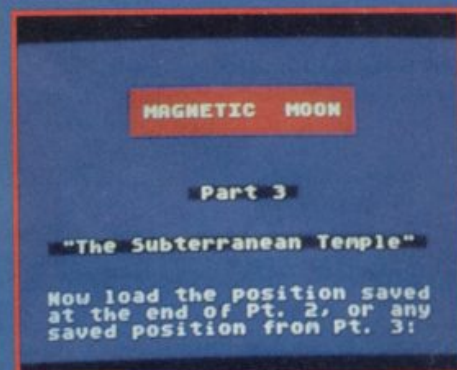 MAGNETIC MOON
Part 3
"The Subterranean Temple"
Now load the position saved
at the end of Pt. 2, or any
saved position from Pt. 3: